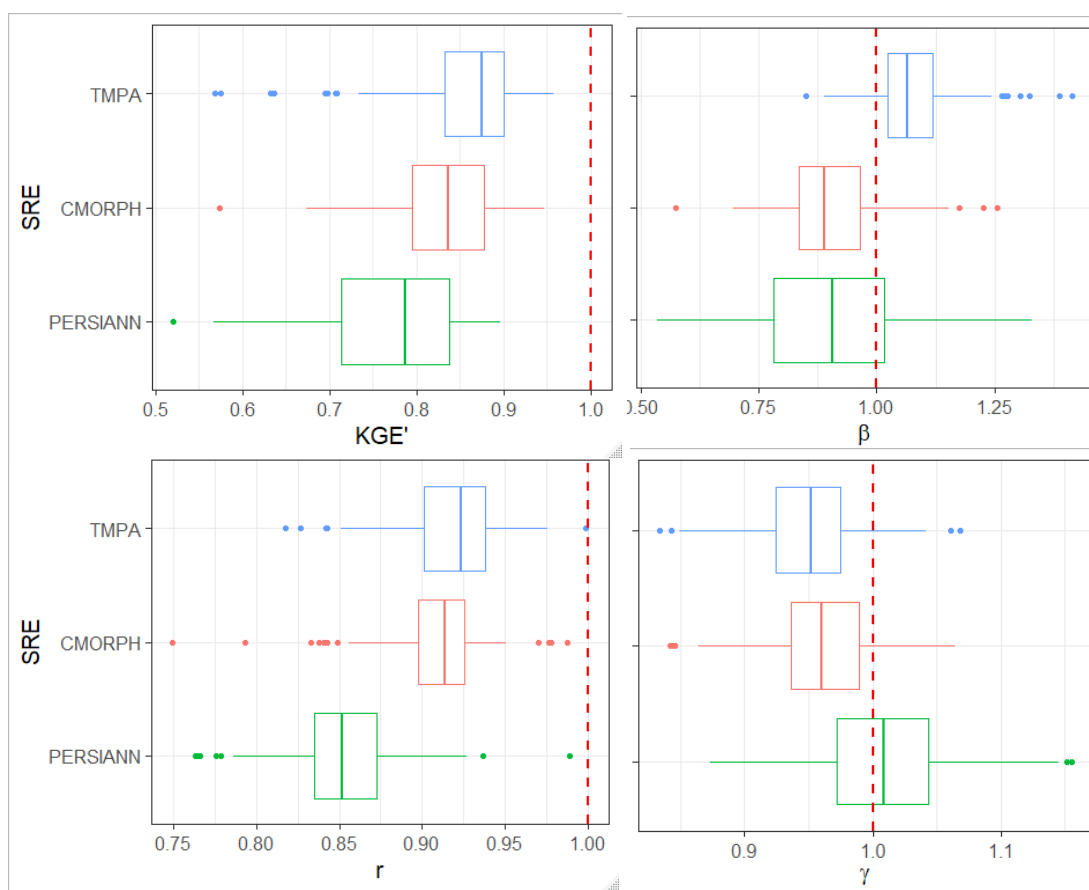 SRE
TMPA
CMORPH
PERSIANN
0.5 0.6 0.7 0.8 0.9 1.0
KGE'
0.50 0.75 1.00 1.25
β
SRE
TMPA
CMORPH
PERSIANN
0.75 0.80 0.85 0.90 0.95 1.00
r
0.9 1.0 1.1
γ